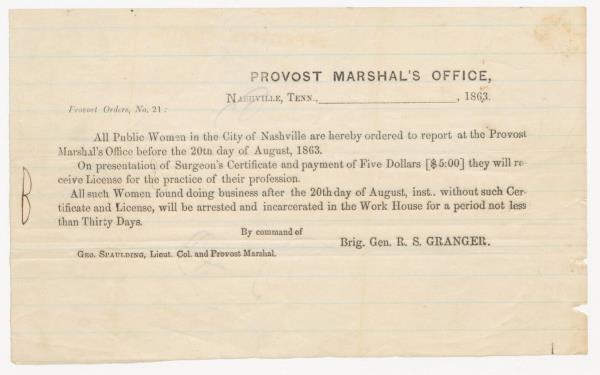 PROVOST MARSHAL'S OFFICE,
NASHVILLE, TENN., , 1863.
Provost Orders, No. 21:
All Public Women in the City of Nashville are hereby ordered to report at the Provost
Marshal's Office before the 20th day of August, 1863.
On presentation of Surgeon's Certificate and payment of Five Dollars [$5:00] they will re-
ceive License for the practice of their profession.
All such Women found doing business after the 20th day of August, inst.. without such Cer-
tificate and License, will be arrested and incarcerated in the Work House for a period not less
than Thirty Days.
By command of
Brig. Gen. R. S. GRANGER.
GEO. SPAULDING, Lieut. Col. and Provost Marshal.
B